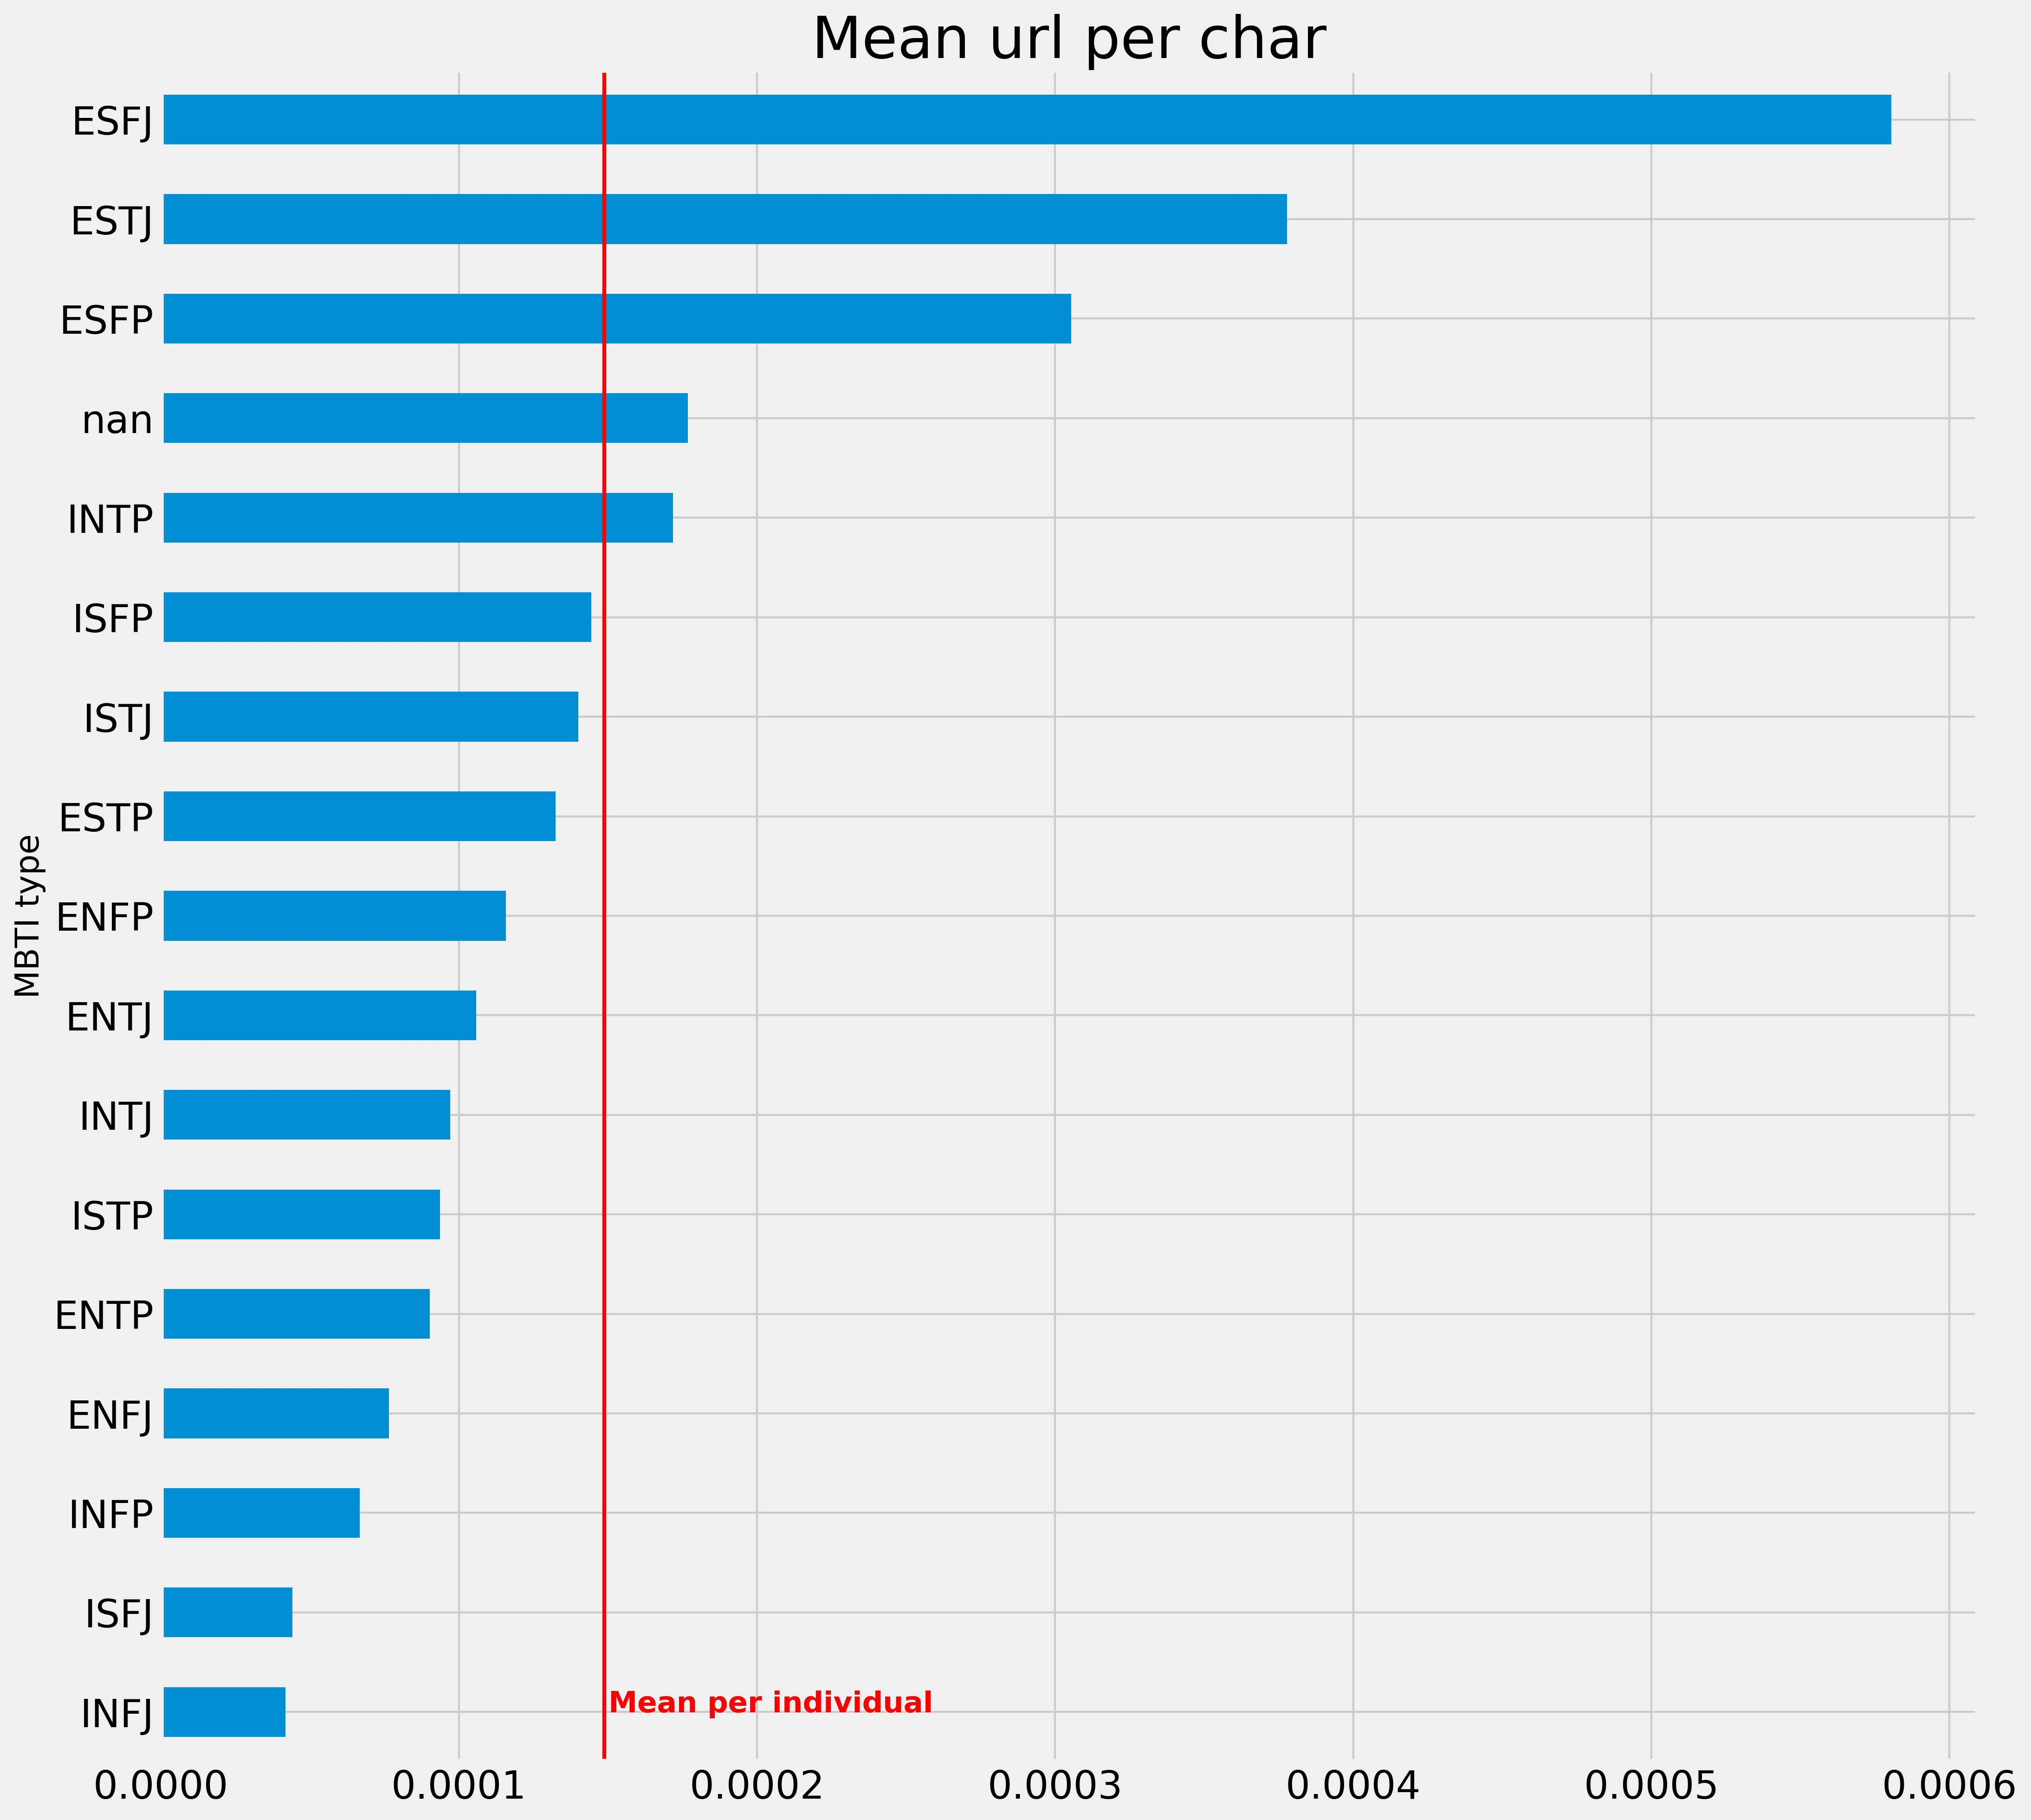 Mean url per char
ESFJ
ESTJ
ESFP
nan
INTP
ISFP
ISTJ
ESTP
ENFP
ENTJ
INTJ
ISTP
ENTP
ENFJ
INFP
ISFJ
INFJ
MBTI type
Mean per individual
0.0000 0.0001 0.0002 0.0003 0.0004 0.0005 0.0006